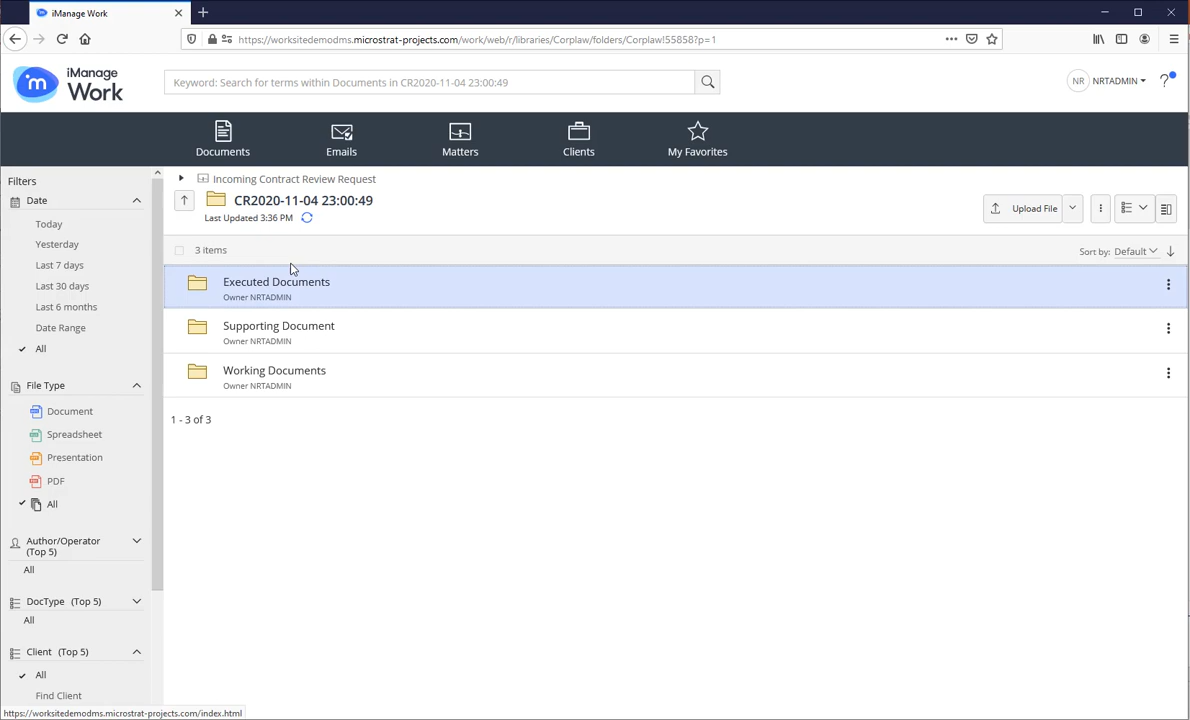 iManage Work
https://worksitedemodms.microstrat-projects.com/work/web/r/libraries/Corplaw/folders/Corplaw!55858?p=1
iManage
Work
Keyword: Search for terms within Documents in CR2020-11-04 23:00:49
NR NRTADMIN ?
Documents
Emails
Matters
Clients
My Favorites
Filters
Date
Today
Yesterday
Last 7 days
Last 30 days
Last 6 months
Date Range
All
File Type
Document
Spreadsheet
Presentation
PDF
All
Author/Operator
(Top 5)
All
DocType (Top 5)
All
Client (Top 5)
All
Find Client
Incoming Contract Review Request
CR2020-11-04 23:00:49
Last Updated 3:36 PM
Upload File
3 items
Sort by: Default
Executed Documents
Owner NRTADMIN
Supporting Document
Owner NRTADMIN
Working Documents
Owner NRTADMIN
1 - 3 of 3
https://worksitedemodms.microstrat-projects.com/index.html